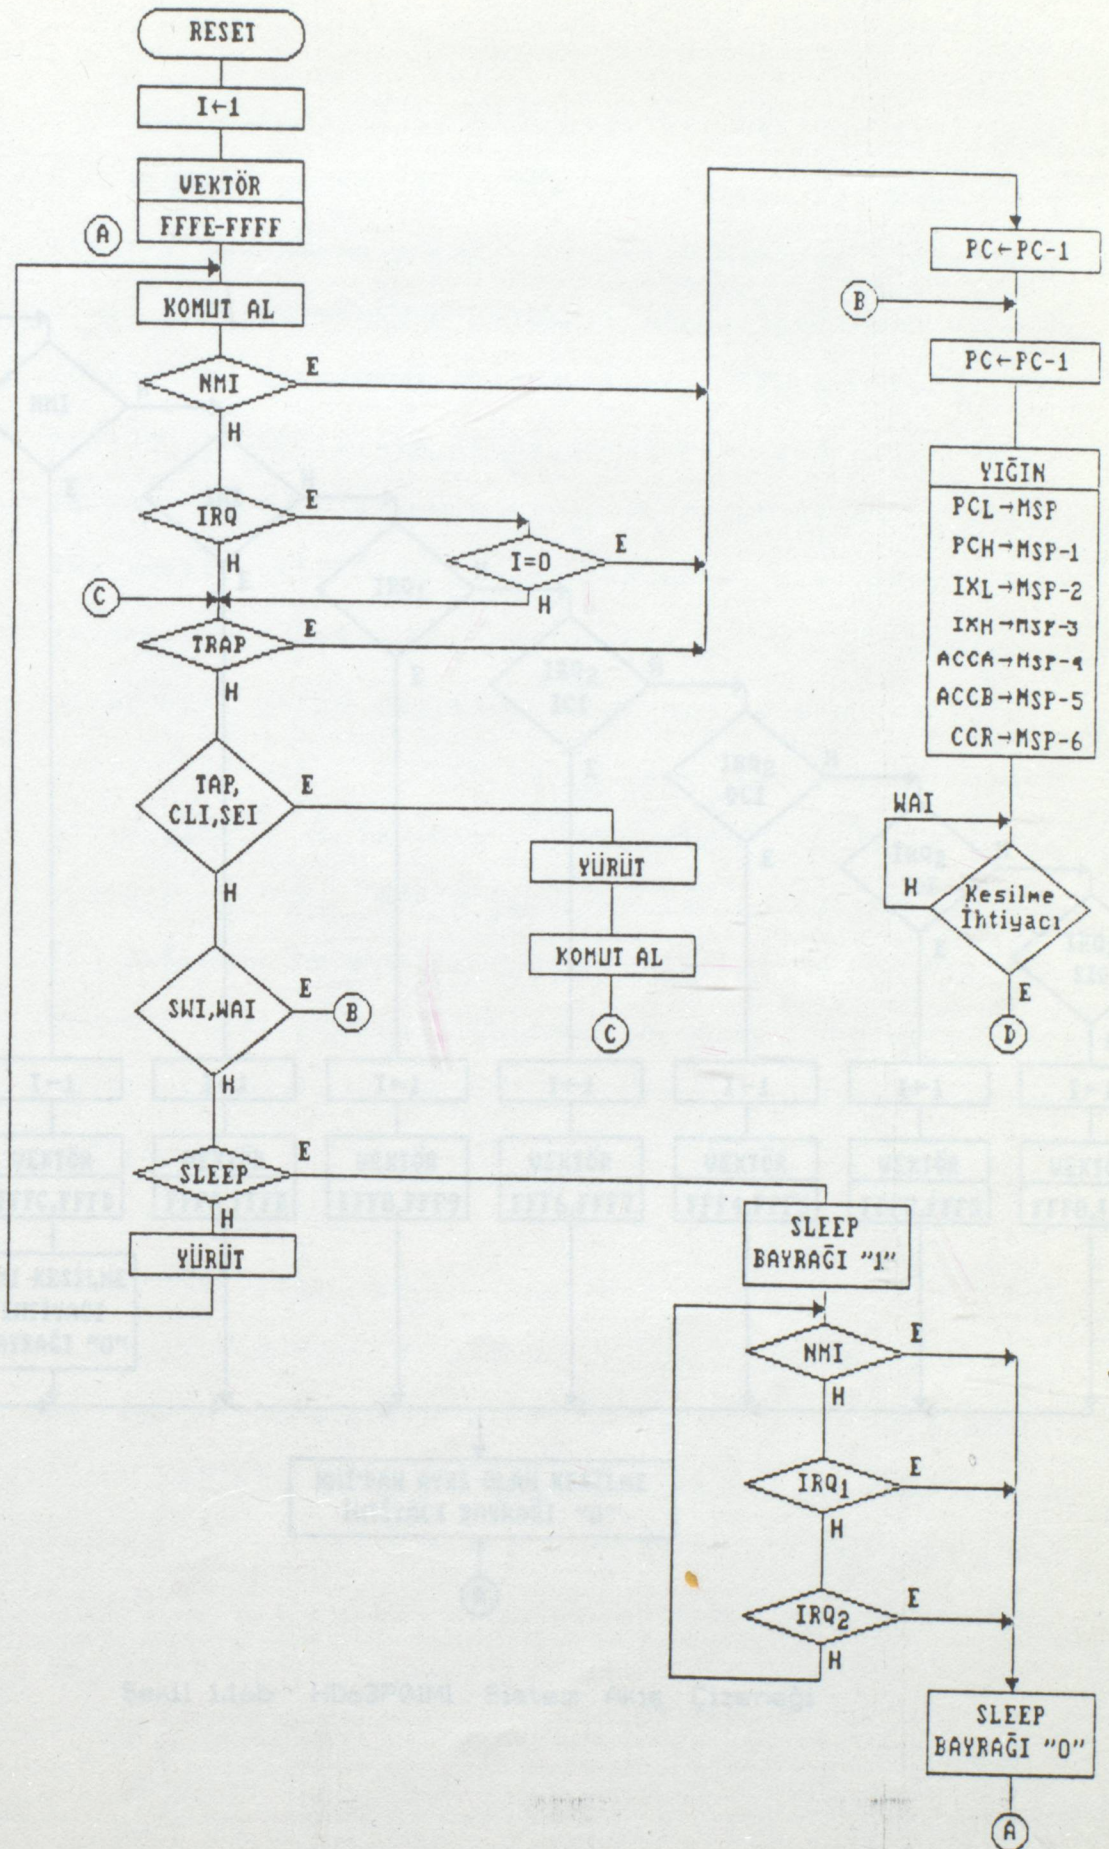 RESET
I←1
VEKTÖR
FFFE-FFFF
A
KOMUT AL
NMI
E
H
IRQ
E
H
I=0
E
H
C
TRAP
E
H
TAP,
CLI,SEI
E
H
YÜRÜT
KOMUT AL
C
SWI,WAI
E
B
H
SLEEP
E
H
YÜRÜT
PC←PC-1
B
PC←PC-1
YIĞIN
PCL→MSP
PCH→MSP-1
IXL→MSP-2
IXH→MSP-3
ACCA→MSP-4
ACCB→MSP-5
CCR→MSP-6
WAI
H
Kesilme
İhtiyacı
E
D
SLEEP
BAYRAĞI "1"
NMI
E
H
IRQ1
E
H
IRQ2
E
H
SLEEP
BAYRAĞI "0"
A